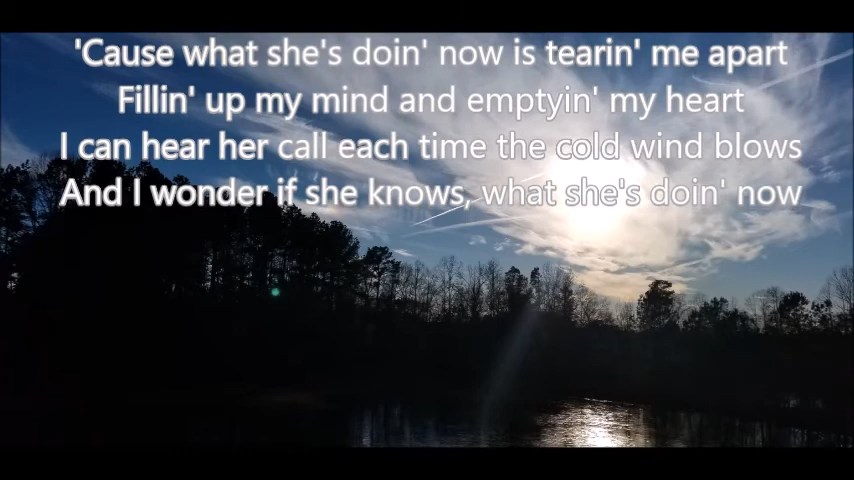 'Cause what she's doin' now is tearin' me apart
Fillin' up my mind and emptyin' my heart
I can hear her call each time the cold wind blows
And I wonder if she knows, what she's doin' now